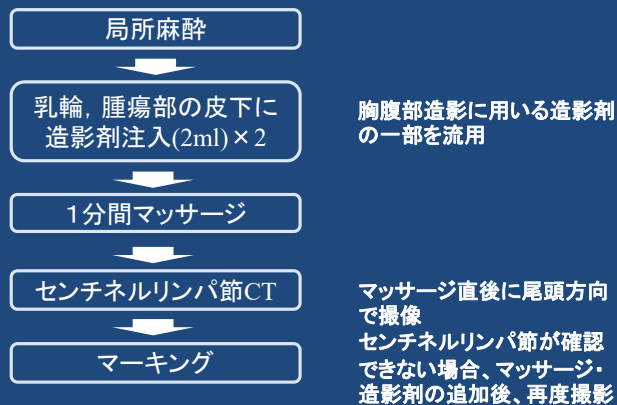 局所麻酔
乳輪，腫瘍部の皮下に
造影剤注入(2ml)×2
胸腹部造影に用いる造影剤
の一部を流用
１分間マッサージ
センチネルリンパ節CT
マッサージ直後に尾頭方向
で撮像
センチネルリンパ節が確認
できない場合、マッサージ・
造影剤の追加後、再度撮影
マーキング